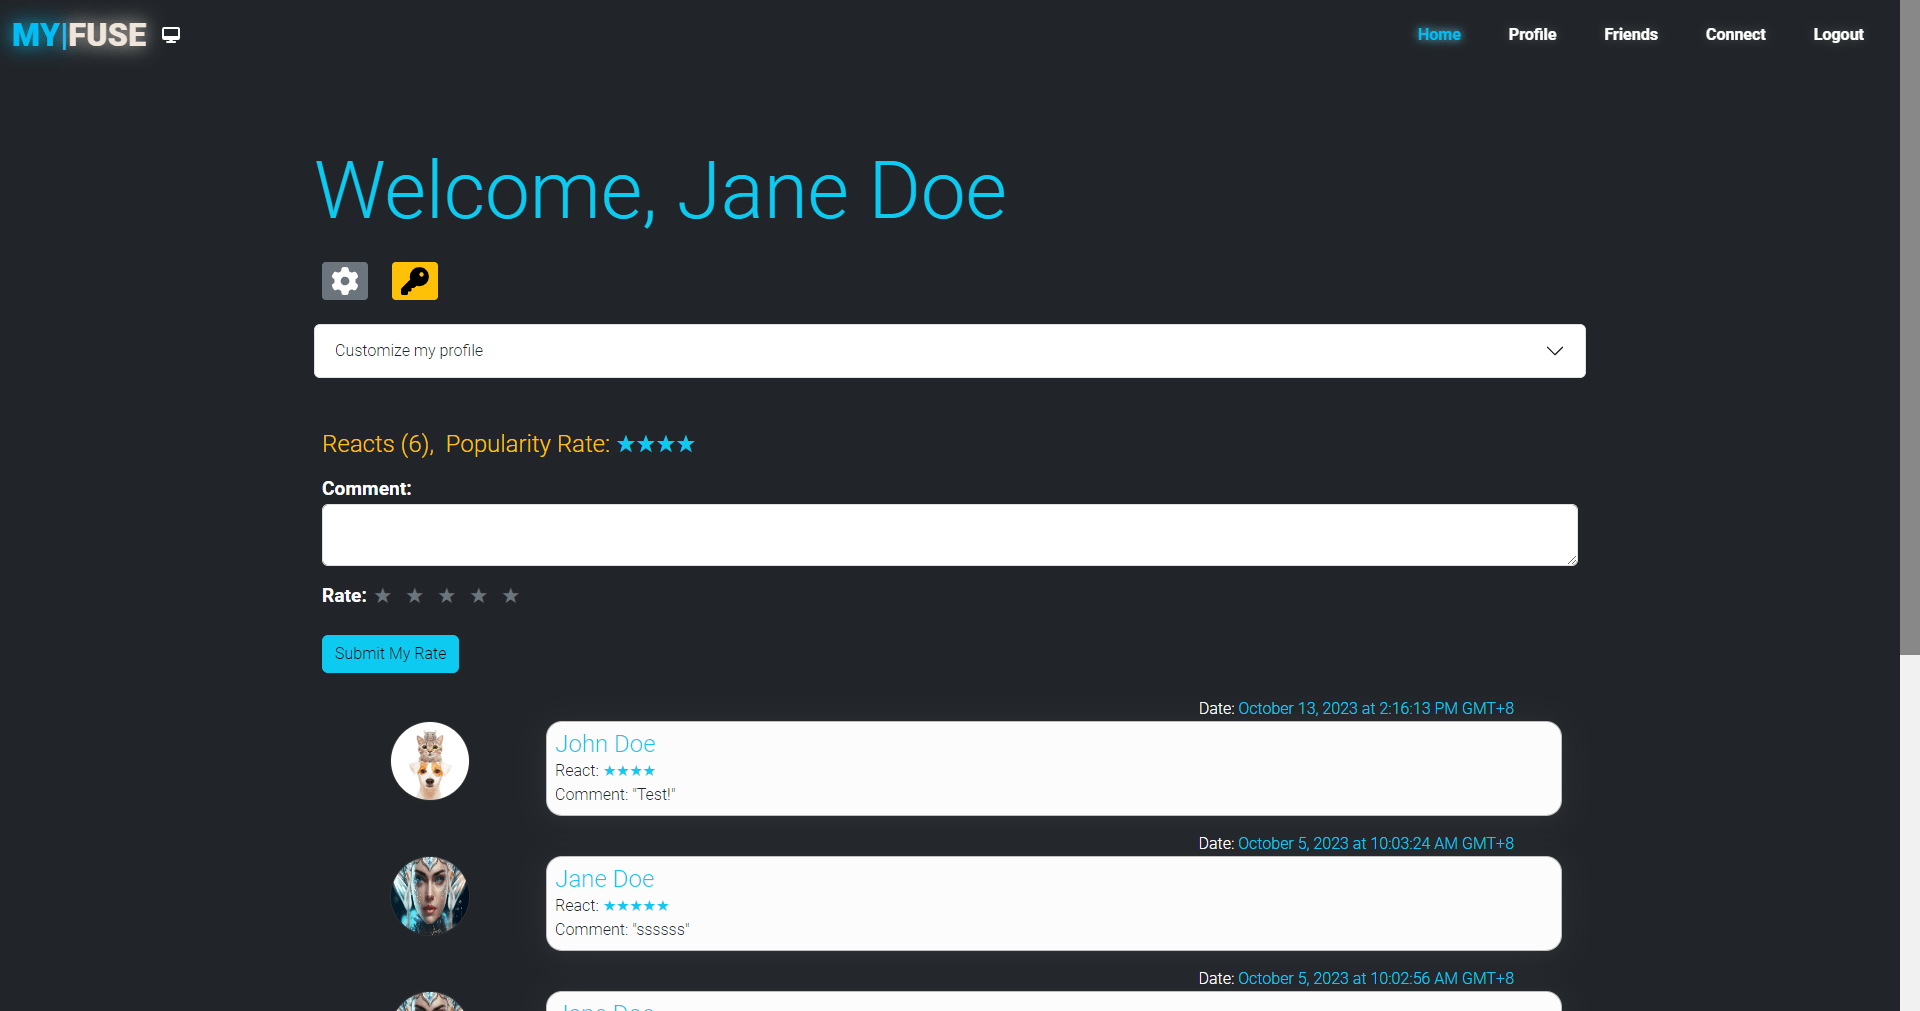 MY|FUSE
Home Profile Friends Connect Logout
Welcome, Jane Doe
Customize my profile
Reacts (6), Popularity Rate: ★★★★
Comment:
Rate: ★ ★ ★ ★ ★
Submit My Rate
Date: October 13, 2023 at 2:16:13 PM GMT+8
John Doe
React: ★★★★
Comment: "Test!"
Date: October 5, 2023 at 10:03:24 AM GMT+8
Jane Doe
React: ★★★★★
Comment: "ssssss"
Date: October 5, 2023 at 10:02:56 AM GMT+8
Jane Doe